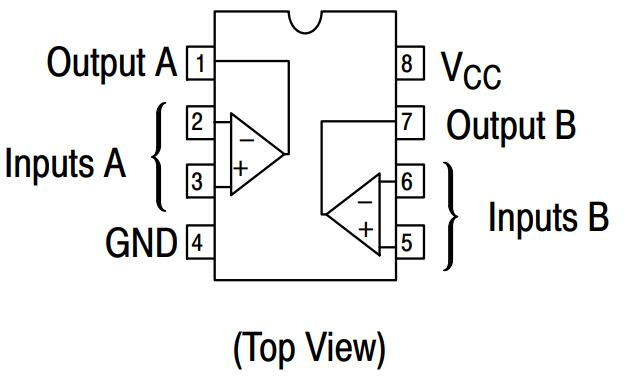 Output A 1 8 VCC
2 7 Output B
Inputs A − +
3 6
− + Inputs B
GND 4 5
(Top View)